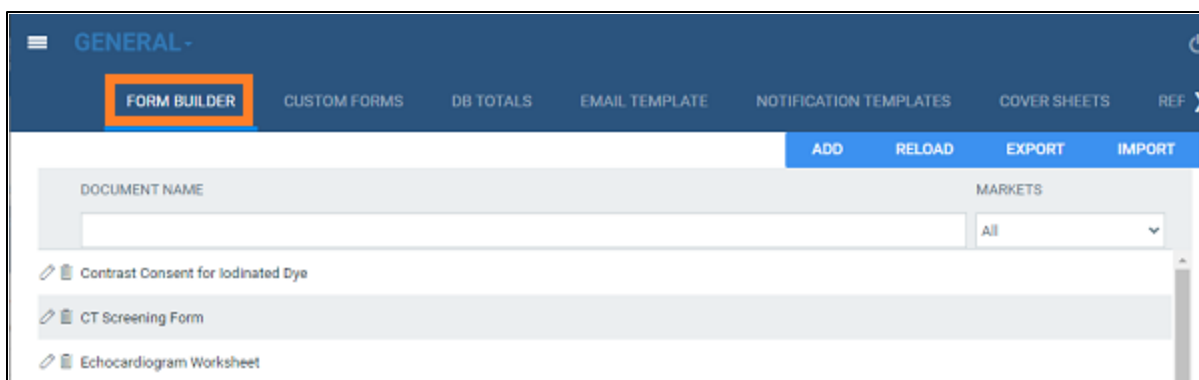 GENERAL
FORM BUILDER CUSTOM FORMS DB TOTALS EMAIL TEMPLATE NOTIFICATION TEMPLATES COVER SHEETS REF
ADD RELOAD EXPORT IMPORT
DOCUMENT NAME MARKETS
All
Contrast Consent for Iodinated Dye
CT Screening Form
Echocardiogram Worksheet